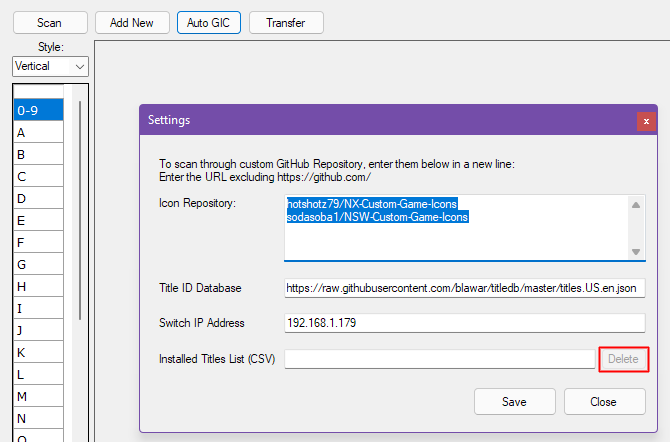 Scan
Add New
Auto GIC
Transfer
Style:
Vertical
0-9
A
B
C
D
E
F
G
H
I
J
K
L
M
N
O
Settings
x
To scan through custom GitHub Repository, enter them below in a new line:
Enter the URL excluding https://github.com/
Icon Repository:
hotshotz79/NX-Custom-Game-Icons
sodasoba1/NSW-Custom-Game-Icons
Title ID Database
https://raw.githubusercontent.com/blawar/titledb/master/titles.US.en.json
Switch IP Address
192.168.1.179
Installed Titles List (CSV)
Delete
Save
Close